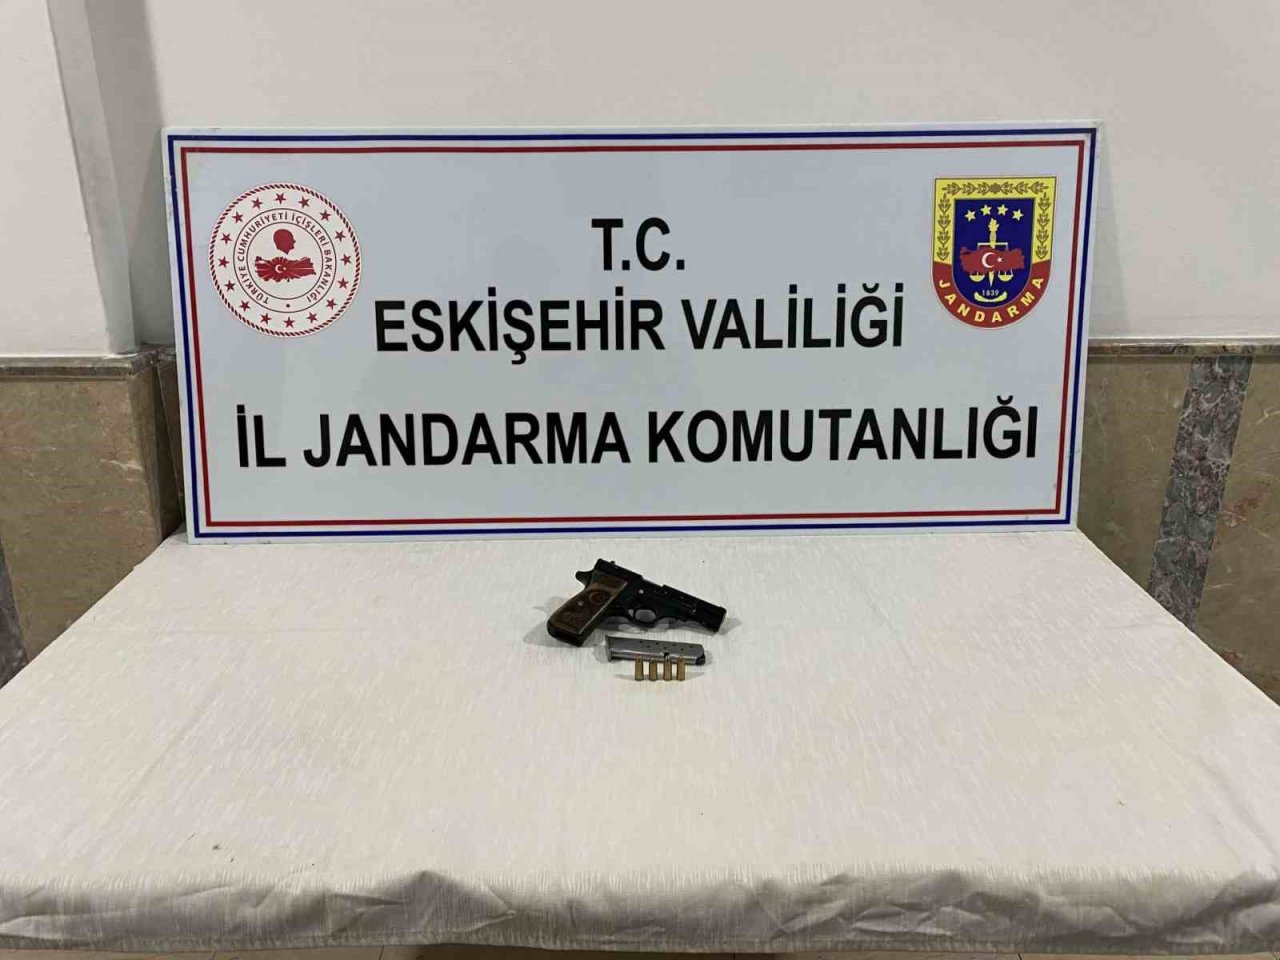 T.C.
ESKİŞEHİR VALİLİĞİ
İL JANDARMA KOMUTANLIĞI
TÜRKİYE CUMHURİYETİ İÇİŞLERİ BAKANLIĞI
1839
JANDARMA